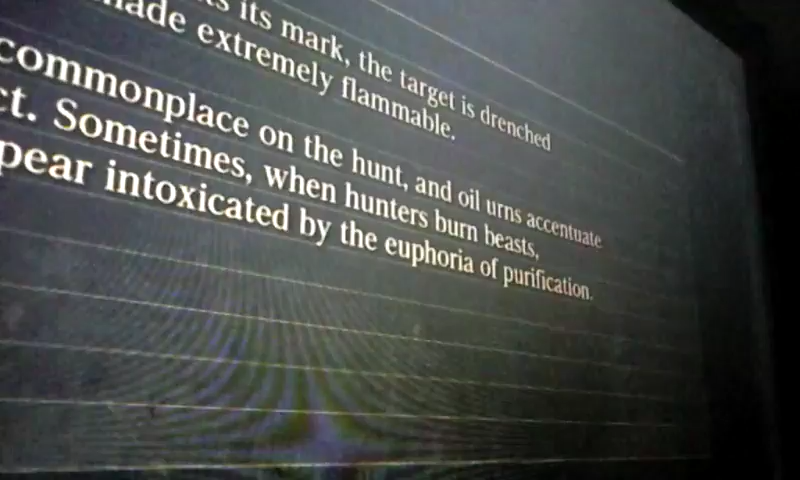 its mark, the target is drenched
extremely flammable.
commonplace on the hunt, and oil urns accentuate
ct. Sometimes, when hunters burn beasts,
pear intoxicated by the euphoria of purification.